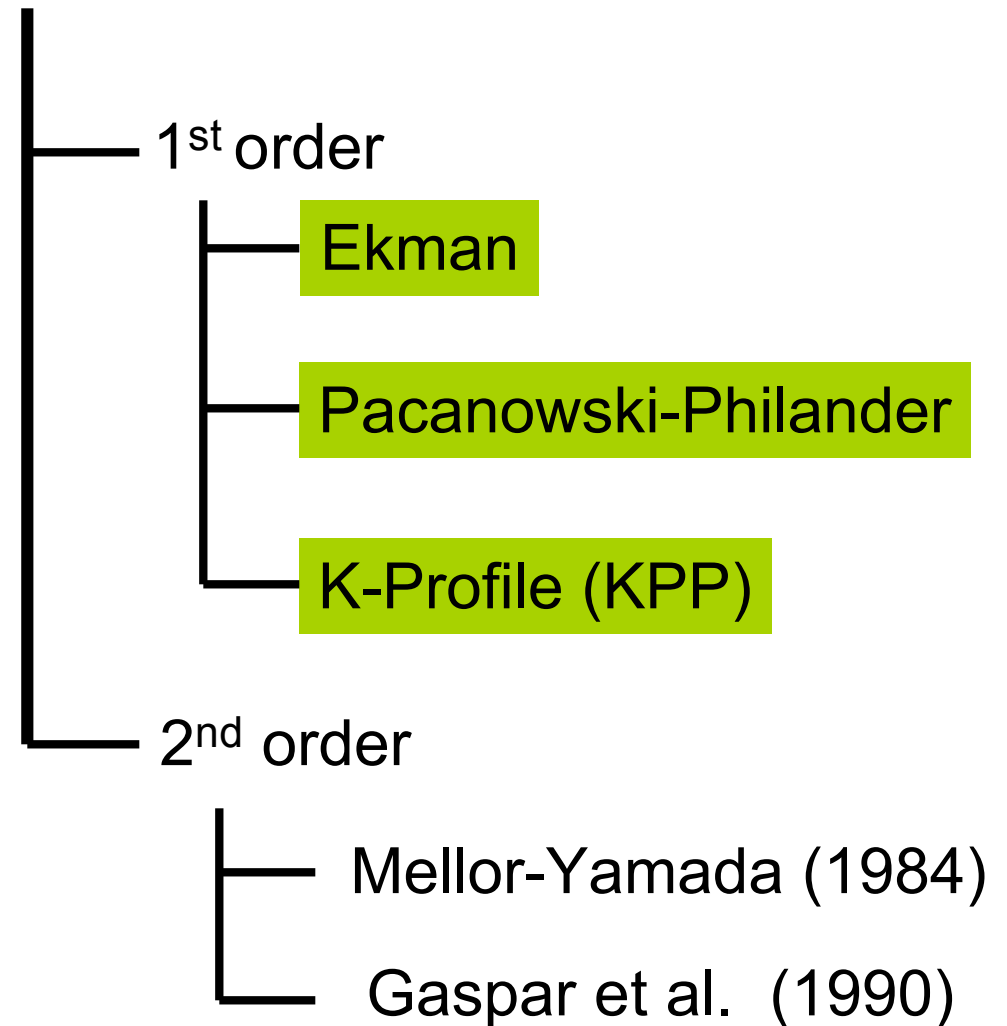 1st order
Ekman
Pacanowski-Philander
K-Profile (KPP)
2nd order
Mellor-Yamada (1984)
Gaspar et al. (1990)